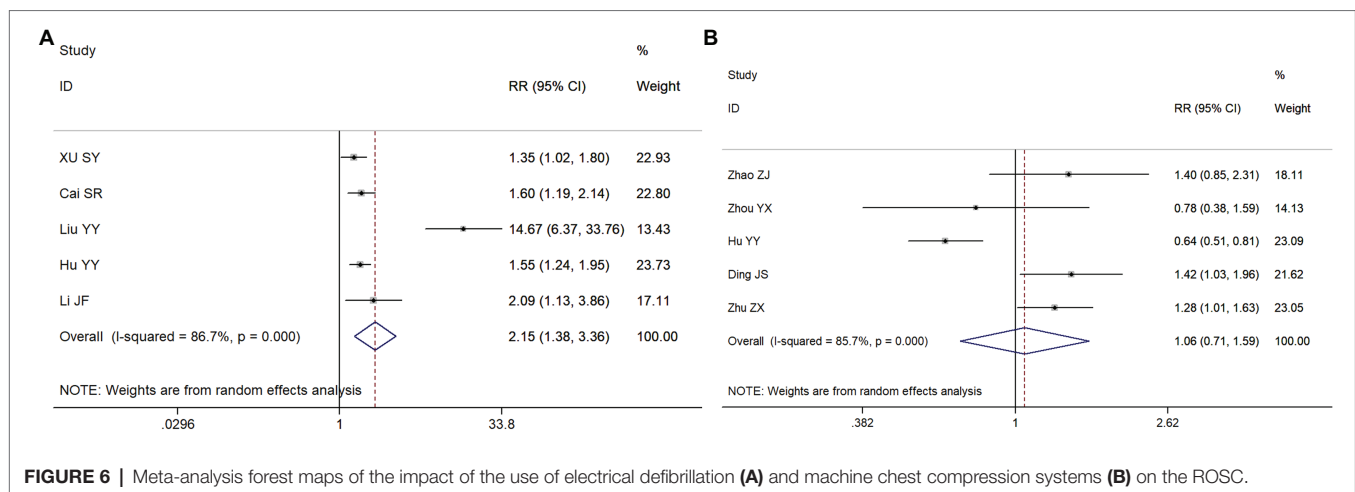 A
Study %
ID RR (95% CI) Weight
XU SY 1.35 (1.02, 1.80) 22.93
Cai SR 1.60 (1.19, 2.14) 22.80
Liu YY 14.67 (6.37, 33.76) 13.43
Hu YY 1.55 (1.24, 1.95) 23.73
Li JF 2.09 (1.13, 3.86) 17.11
Overall (I-squared = 86.7%, p = 0.000) 2.15 (1.38, 3.36) 100.00
NOTE: Weights are from random effects analysis
.0296 1 33.8
B
Study %
ID RR (95% CI) Weight
Zhao ZJ 1.40 (0.85, 2.31) 18.11
Zhou YX 0.78 (0.38, 1.59) 14.13
Hu YY 0.64 (0.51, 0.81) 23.09
Ding JS 1.42 (1.03, 1.96) 21.62
Zhu ZX 1.28 (1.01, 1.63) 23.05
Overall (I-squared = 85.7%, p = 0.000) 1.06 (0.71, 1.59) 100.00
NOTE: Weights are from random effects analysis
.382 1 2.62
FIGURE 6 | Meta-analysis forest maps of the impact of the use of electrical defibrillation (A) and machine chest compression systems (B) on the ROSC.